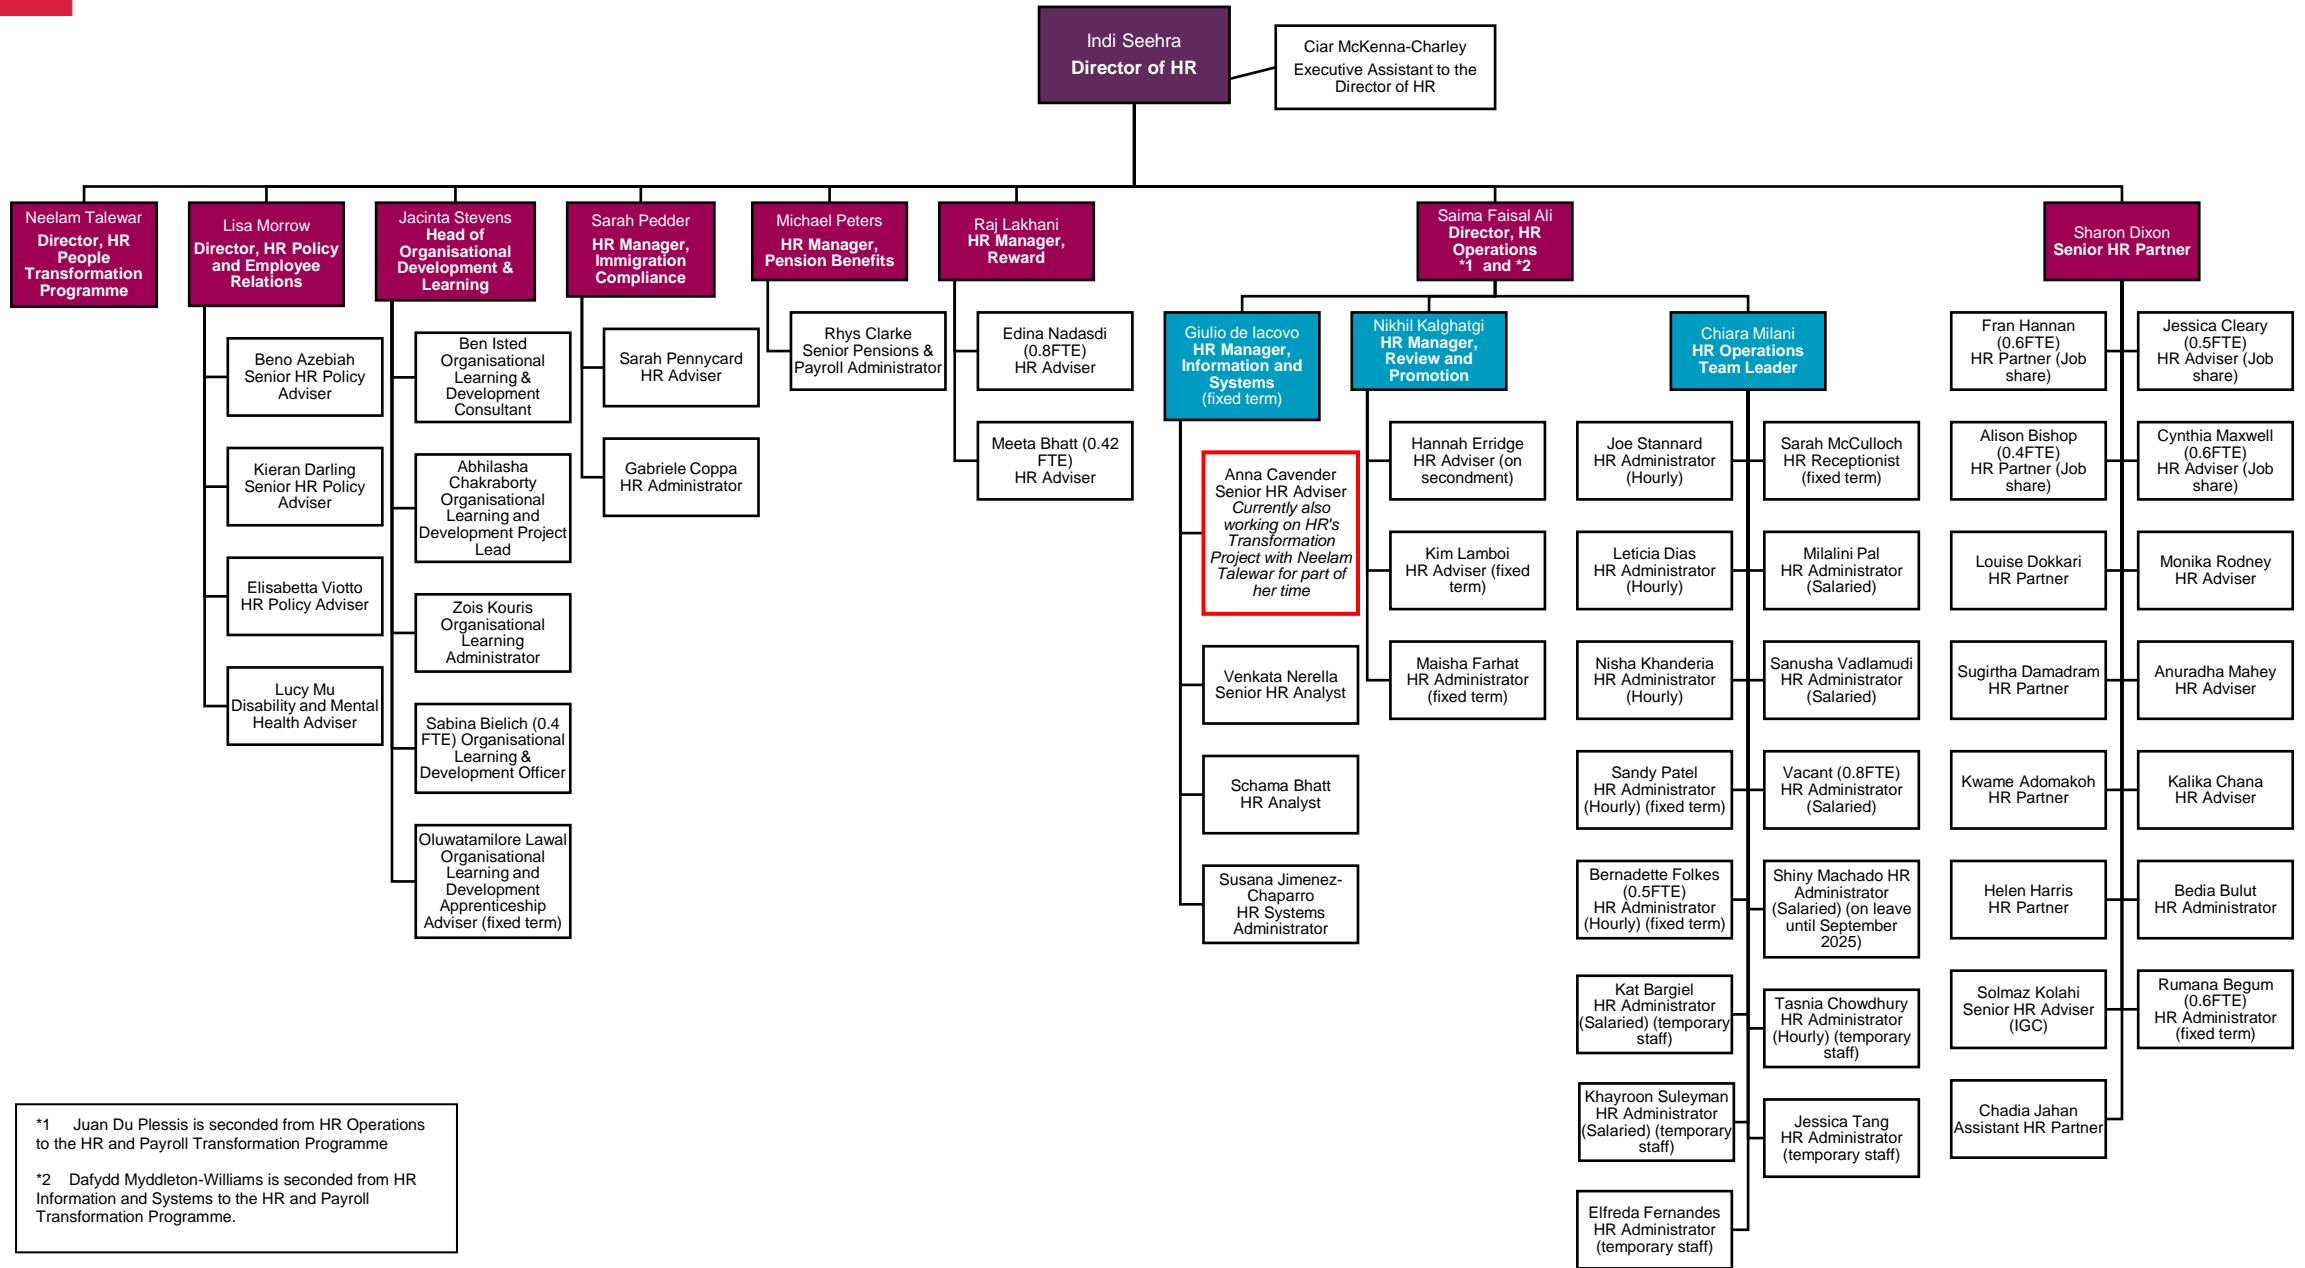 Indi Seehra
Director of HR
Ciar McKenna-Charley
Executive Assistant to the
Director of HR
Neelam Talewar
Director, HR
People
Transformation
Programme
Lisa Morrow
Director, HR Policy
and Employee
Relations
Jacinta Stevens
Head of
Organisational
Development &
Learning
Sarah Pedder
HR Manager,
Immigration
Compliance
Michael Peters
HR Manager,
Pension Benefits
Raj Lakhani
HR Manager,
Reward
Saima Faisal Ali
Director, HR
Operations
*1 and *2
Sharon Dixon
Senior HR Partner
Beno Azebiah
Senior HR Policy
Adviser
Kieran Darling
Senior HR Policy
Adviser
Elisabetta Viotto
HR Policy Adviser
Lucy Mu
Disability and Mental
Health Adviser
Ben Isted
Organisational
Learning &
Development
Consultant
Abhilasha
Chakraborty
Organisational
Learning and
Development Project
Lead
Zois Kouris
Organisational
Learning
Administrator
Sabina Bielich (0.4
FTE) Organisational
Learning &
Development Officer
Oluwatamilore Lawal
Organisational
Learning and
Development
Apprenticeship
Adviser (fixed term)
Sarah Pennycard
HR Adviser
Gabriele Coppa
HR Administrator
Rhys Clarke
Senior Pensions &
Payroll Administrator
Edina Nadasdi
(0.8FTE)
HR Adviser
Meeta Bhatt (0.42
FTE)
HR Adviser
Giulio de Iacovo
HR Manager,
Information and
Systems
(fixed term)
Anna Cavender
Senior HR Adviser
Currently also
working on HR's
Transformation
Project with Neelam
Talewar for part of
her time
Venkata Nerella
Senior HR Analyst
Schama Bhatt
HR Analyst
Susana Jimenez-
Chaparro
HR Systems
Administrator
Nikhil Kalghatgi
HR Manager,
Review and
Promotion
Hannah Erridge
HR Adviser (on
secondment)
Kim Lamboi
HR Adviser (fixed
term)
Maisha Farhat
HR Administrator
(fixed term)
Chiara Milani
HR Operations
Team Leader
Joe Stannard
HR Administrator
(Hourly)
Sarah McCulloch
HR Receptionist
(fixed term)
Leticia Dias
HR Administrator
(Hourly)
Milalini Pal
HR Administrator
(Salaried)
Nisha Khanderia
HR Administrator
(Hourly)
Sanusha Vadlamudi
HR Administrator
(Salaried)
Sandy Patel
HR Administrator
(Hourly) (fixed term)
Vacant (0.8FTE)
HR Administrator
(Salaried)
Bernadette Folkes
(0.5FTE)
HR Administrator
(Hourly) (fixed term)
Shiny Machado HR
Administrator
(Salaried) (on leave
until September
2025)
Kat Bargiel
HR Administrator
(Salaried) (temporary
staff)
Tasnia Chowdhury
HR Administrator
(Hourly) (temporary
staff)
Khayroon Suleyman
HR Administrator
(Salaried) (temporary
staff)
Jessica Tang
HR Administrator
(temporary staff)
Elfreda Fernandes
HR Administrator
(temporary staff)
Fran Hannan
(0.6FTE)
HR Partner (Job
share)
Jessica Cleary
(0.5FTE)
HR Adviser (Job
share)
Alison Bishop
(0.4FTE)
HR Partner (Job
share)
Cynthia Maxwell
(0.6FTE)
HR Adviser (Job
share)
Louise Dokkari
HR Partner
Monika Rodney
HR Adviser
Sugirtha Damadram
HR Partner
Anuradha Mahey
HR Adviser
Kwame Adomakoh
HR Partner
Kalika Chana
HR Adviser
Helen Harris
HR Partner
Bedia Bulut
HR Administrator
Solmaz Kolahi
Senior HR Adviser
(IGC)
Rumana Begum
(0.6FTE)
HR Administrator
(fixed term)
Chadia Jahan
Assistant HR Partner
*1 Juan Du Plessis is seconded from HR Operations
to the HR and Payroll Transformation Programme
*2 Dafydd Myddleton-Williams is seconded from HR
Information and Systems to the HR and Payroll
Transformation Programme.